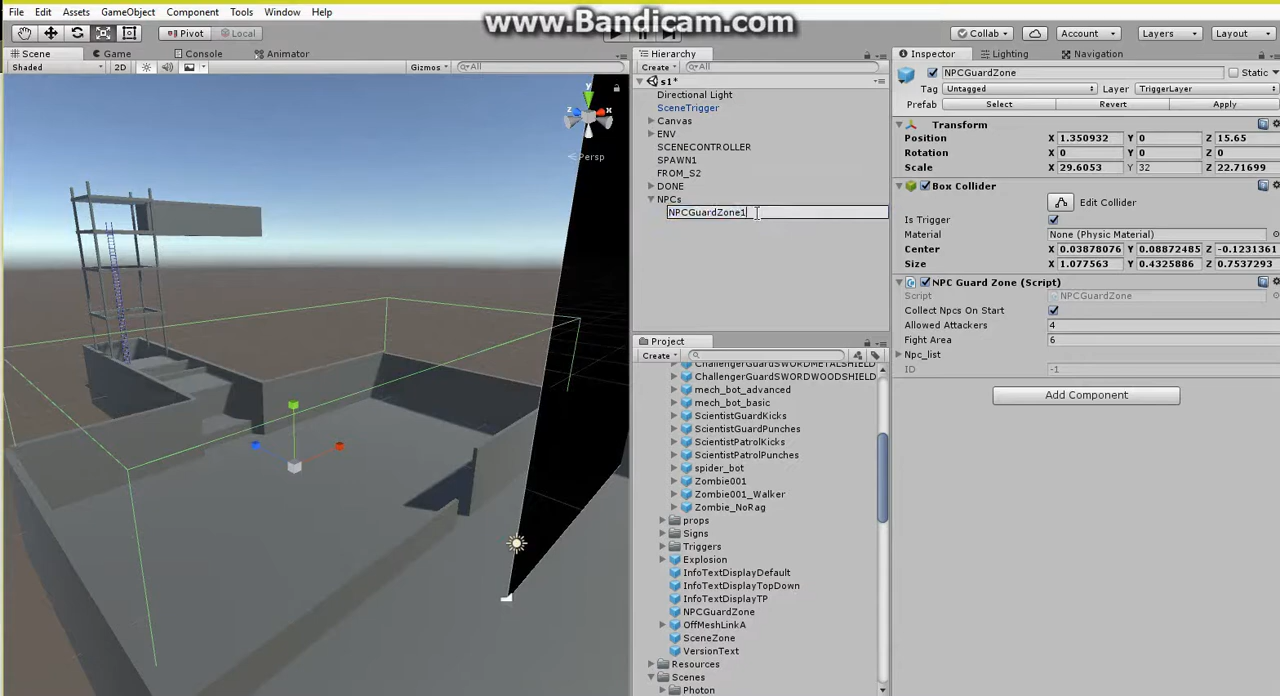 www.Bandicam.com
File Edit Assets GameObject Component Tools Window Help
Pivot Local
Collab Account Layers Layout
Scene Game Console Animator
Shaded 2D Gizmos All
y
z x
Persp
Hierarchy
Create All
s1*
Directional Light
SceneTrigger
Canvas
ENV
SCENECONTROLLER
SPAWN1
FROM_S2
DONE
NPCs
NPCGuardZone1
Project
Create
ChallengerGuardSWORDMETALSHIELD
ChallengerGuardSWORDWOODSHIELD
mech_bot_advanced
mech_bot_basic
ScientistGuardKicks
ScientistGuardPunches
ScientistPatrolKicks
ScientistPatrolPunches
spider_bot
Zombie001
Zombie001_Walker
Zombie_NoRag
props
Signs
Triggers
Explosion
InfoTextDisplayDefault
InfoTextDisplayTopDown
InfoTextDisplayTP
NPCGuardZone
OffMeshLinkA
SceneZone
VersionText
Resources
Scenes
Photon
Inspector Lighting Navigation
NPCGuardZone Static
Tag Untagged Layer TriggerLayer
Prefab Select Revert Apply
Transform
Position X 1.350932 Y 0 Z 15.65
Rotation X 0 Y 0 Z 0
Scale X 29.6053 Y 32 Z 22.71699
Box Collider
Edit Collider
Is Trigger
Material None (Physic Material)
Center X 0.03878076 Y 0.08872485 Z -0.1231361
Size X 1.077563 Y 0.4325886 Z 0.7537293
NPC Guard Zone (Script)
Script NPCGuardZone
Collect Npcs On Start
Allowed Attackers 4
Fight Area 6
Npc_list
ID -1
Add Component